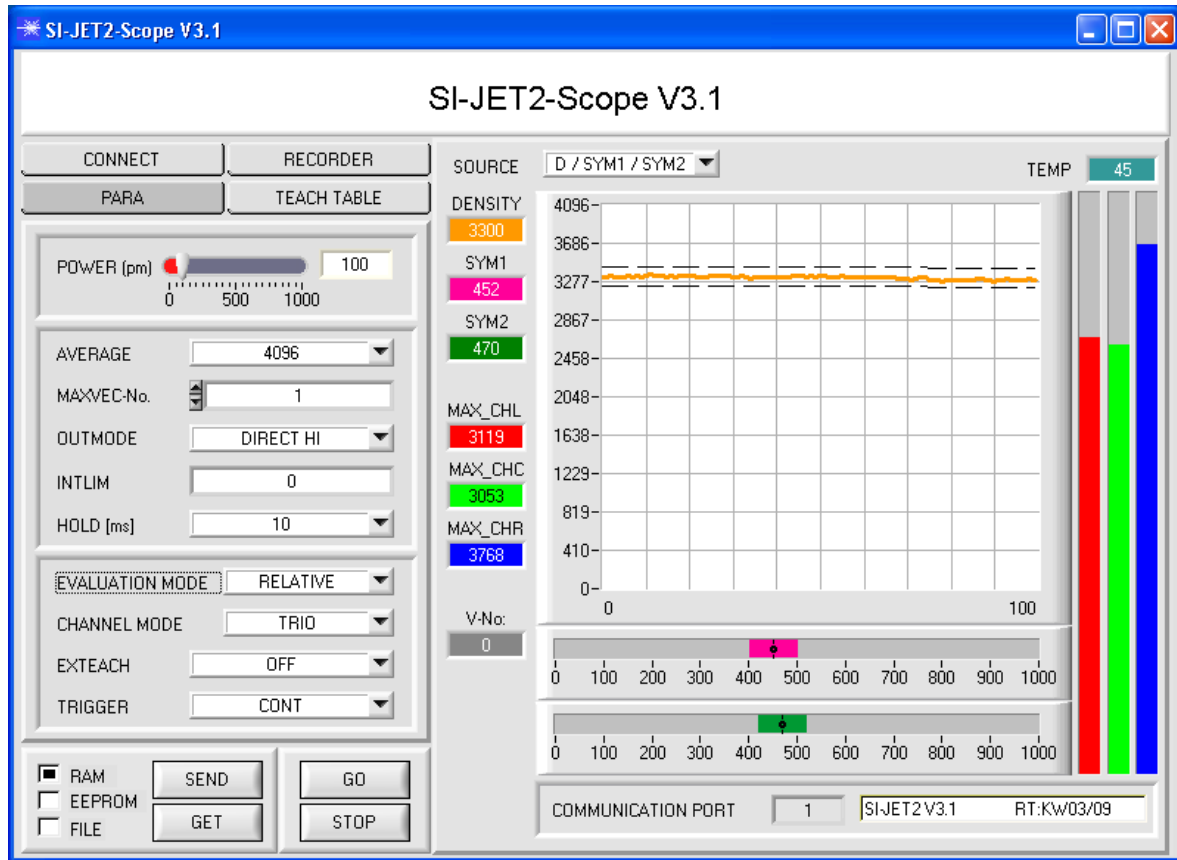 SI-JET2-Scope V3.1
SI-JET2-Scope V3.1
CONNECT
RECORDER
PARA
TEACH TABLE
POWER (pm)
100
0 500 1000
AVERAGE
4096
MAXVEC-No.
1
OUTMODE
DIRECT HI
INTLIM
0
HOLD [ms]
10
EVALUATION MODE
RELATIVE
CHANNEL MODE
TRIO
EXTEACH
OFF
TRIGGER
CONT
RAM
EEPROM
FILE
SEND
GET
GO
STOP
SOURCE
D / SYM1 / SYM2
TEMP
45
DENSITY
3300
SYM1
452
SYM2
470
MAX_CHL
3119
MAX_CHC
3053
MAX_CHR
3768
V-No:
0
4096
3686
3277
2867
2458
2048
1638
1229
819
410
0
0 100
0 100 200 300 400 500 600 700 800 900 1000
0 100 200 300 400 500 600 700 800 900 1000
COMMUNICATION PORT
1
SI-JET2 V3.1 RT:KW03/09